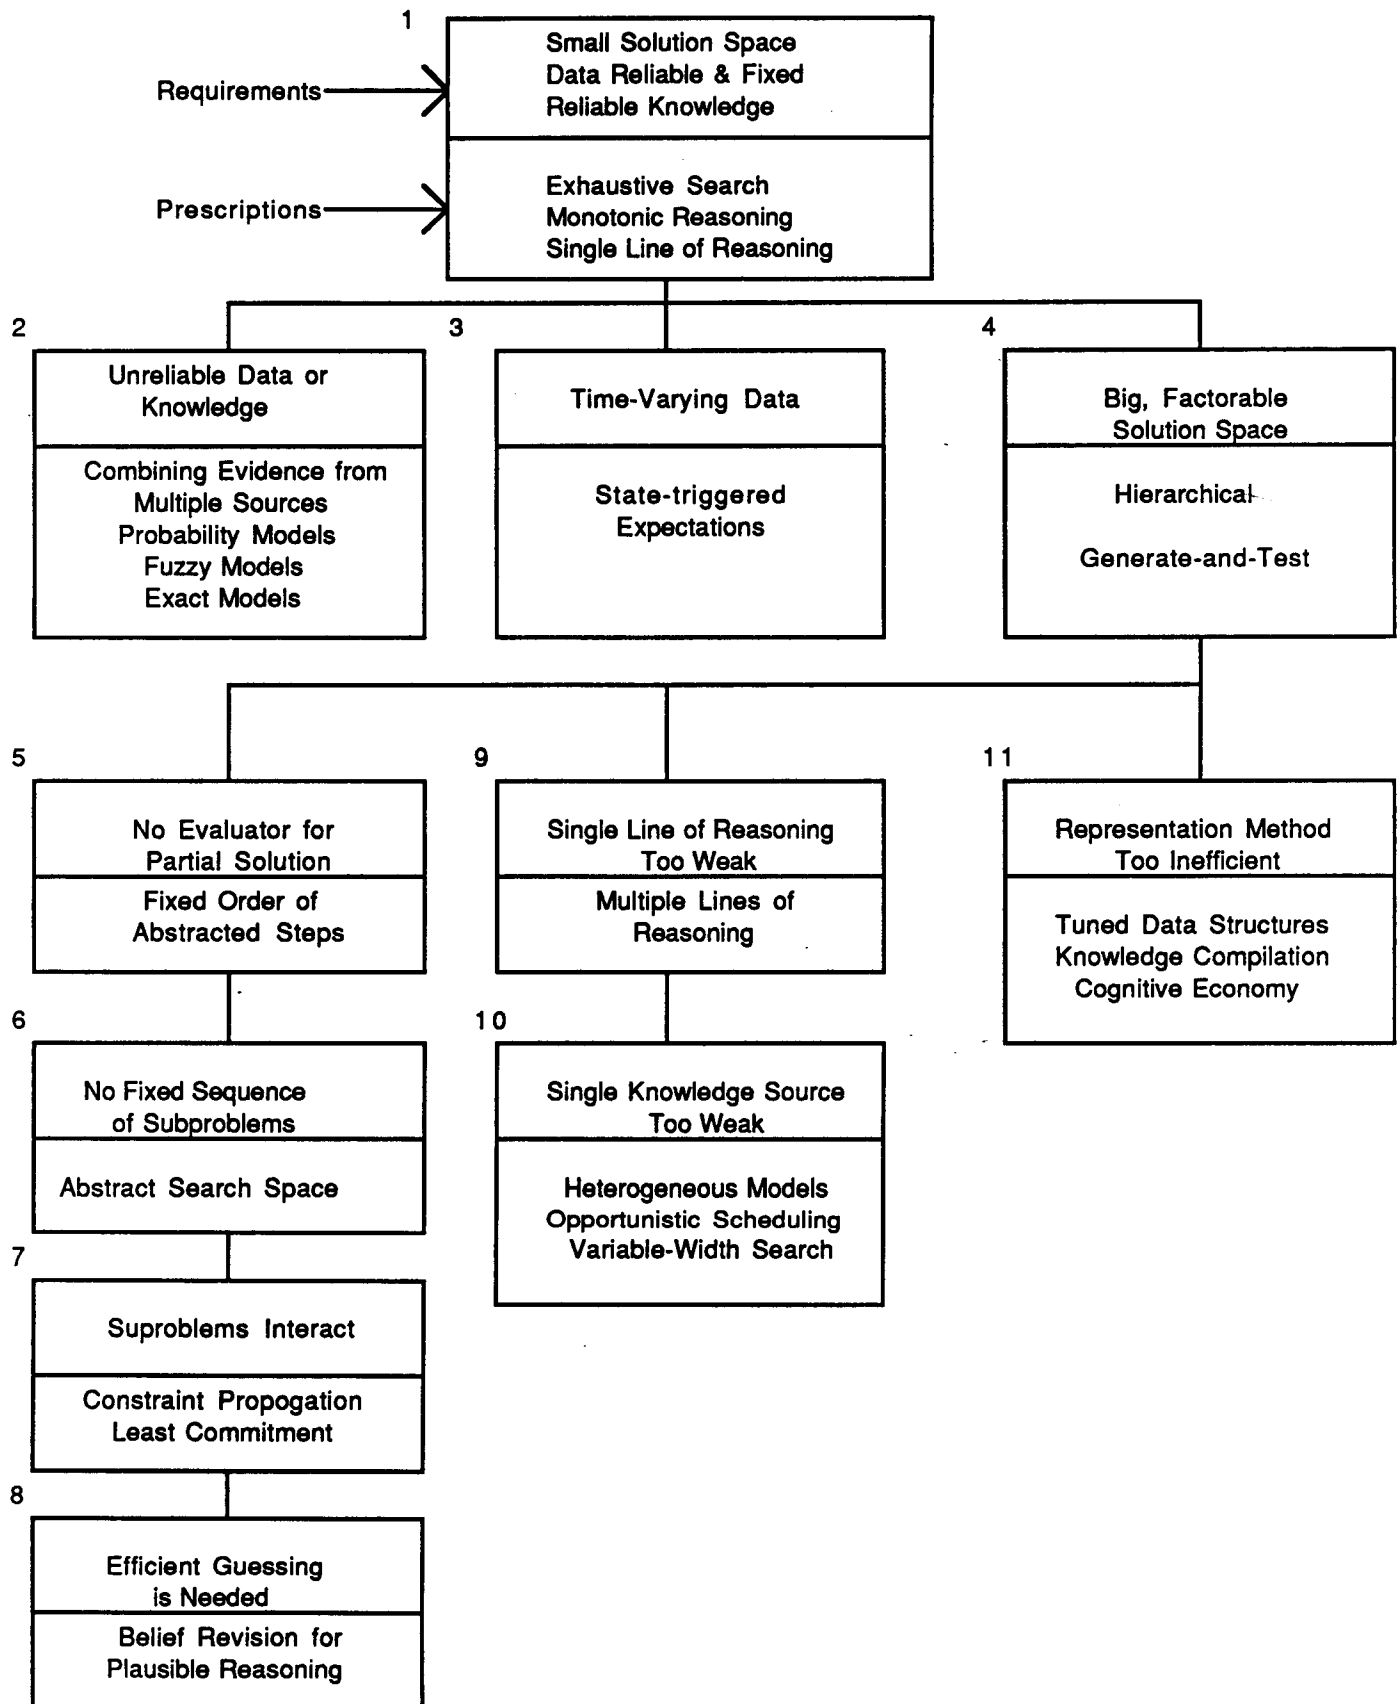 1
Small Solution Space
Data Reliable & Fixed
Reliable Knowledge
Requirements
Exhaustive Search
Monotonic Reasoning
Single Line of Reasoning
Prescriptions
2
Unreliable Data or
Knowledge
Combining Evidence from
Multiple Sources
Probability Models
Fuzzy Models
Exact Models
3
Time-Varying Data
State-triggered
Expectations
4
Big, Factorable
Solution Space
Hierarchical
Generate-and-Test
5
No Evaluator for
Partial Solution
Fixed Order of
Abstracted Steps
6
No Fixed Sequence
of Subproblems
Abstract Search Space
7
Suproblems Interact
Constraint Propogation
Least Commitment
8
Efficient Guessing
is Needed
Belief Revision for
Plausible Reasoning
9
Single Line of Reasoning
Too Weak
Multiple Lines of
Reasoning
10
Single Knowledge Source
Too Weak
Heterogeneous Models
Opportunistic Scheduling
Variable-Width Search
11
Representation Method
Too Inefficient
Tuned Data Structures
Knowledge Compilation
Cognitive Economy